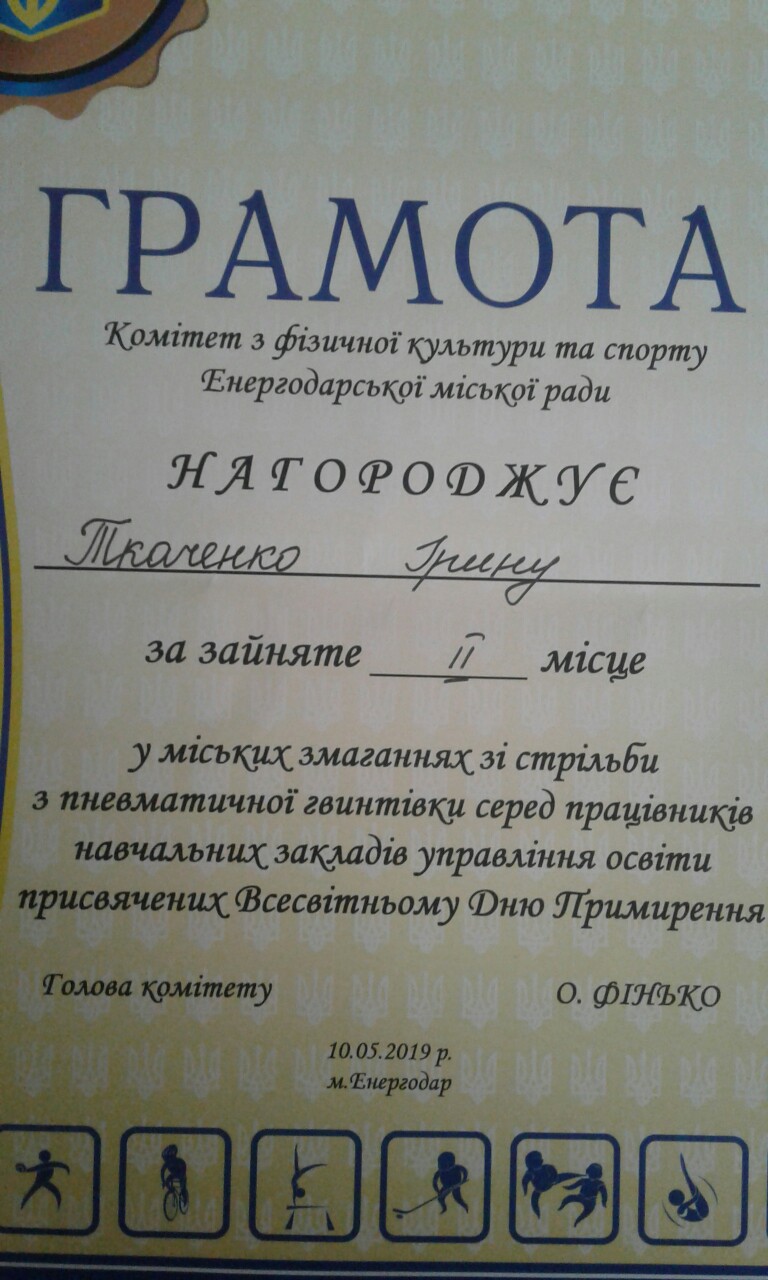 ГРАМОТА
Комітет з фізичної культури та спорту
Енергодарської міської ради
НАГОРОДЖУЄ
Ткаченко Ірину
за зайняте II місце
у міських змаганнях зі стрільби
з пневматичної гвинтівки серед працівників
навчальних закладів управління освіти
присвячених Всесвітньому Дню Примирення
Голова комітету О. ФІНЬКО
10.05.2019 р.
м.Енергодар